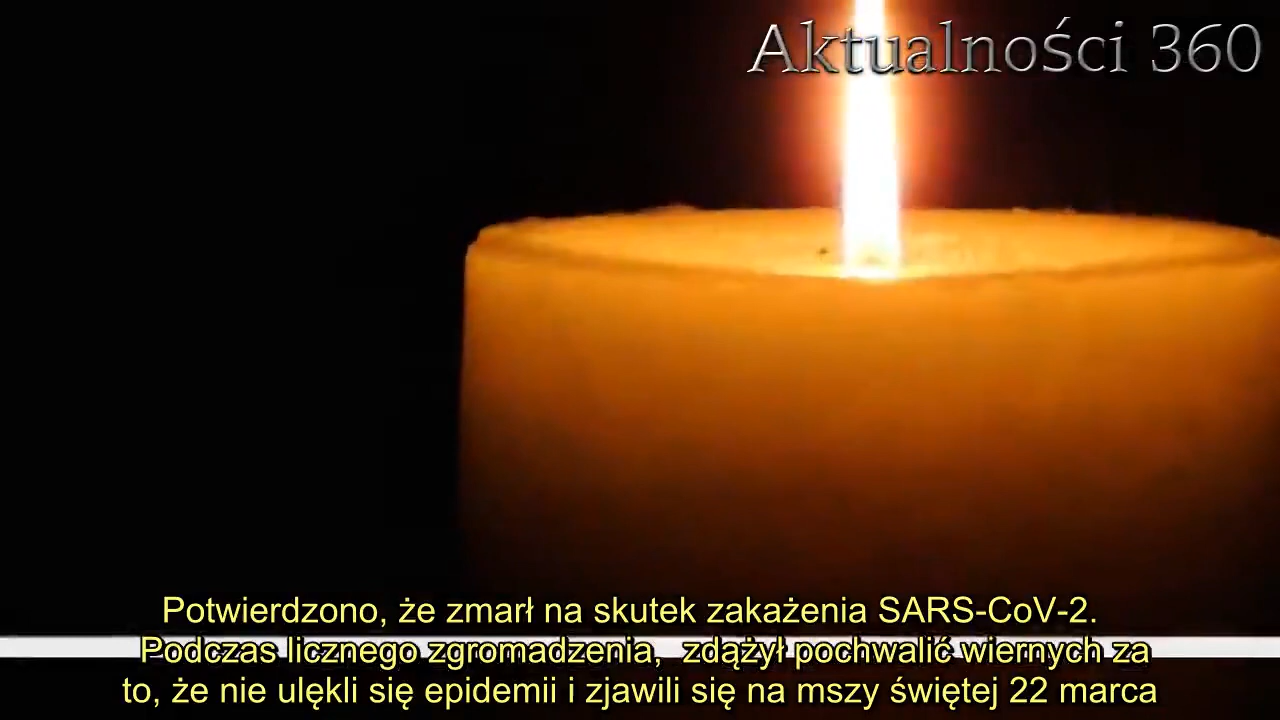 Aktualności 360
Potwierdzono, że zmarł na skutek zakażenia SARS-CoV-2.
Podczas licznego zgromadzenia, zdążył pochwalić wiernych za
to, że nie ulękli się epidemii i zjawili się na mszy świętej 22 marca